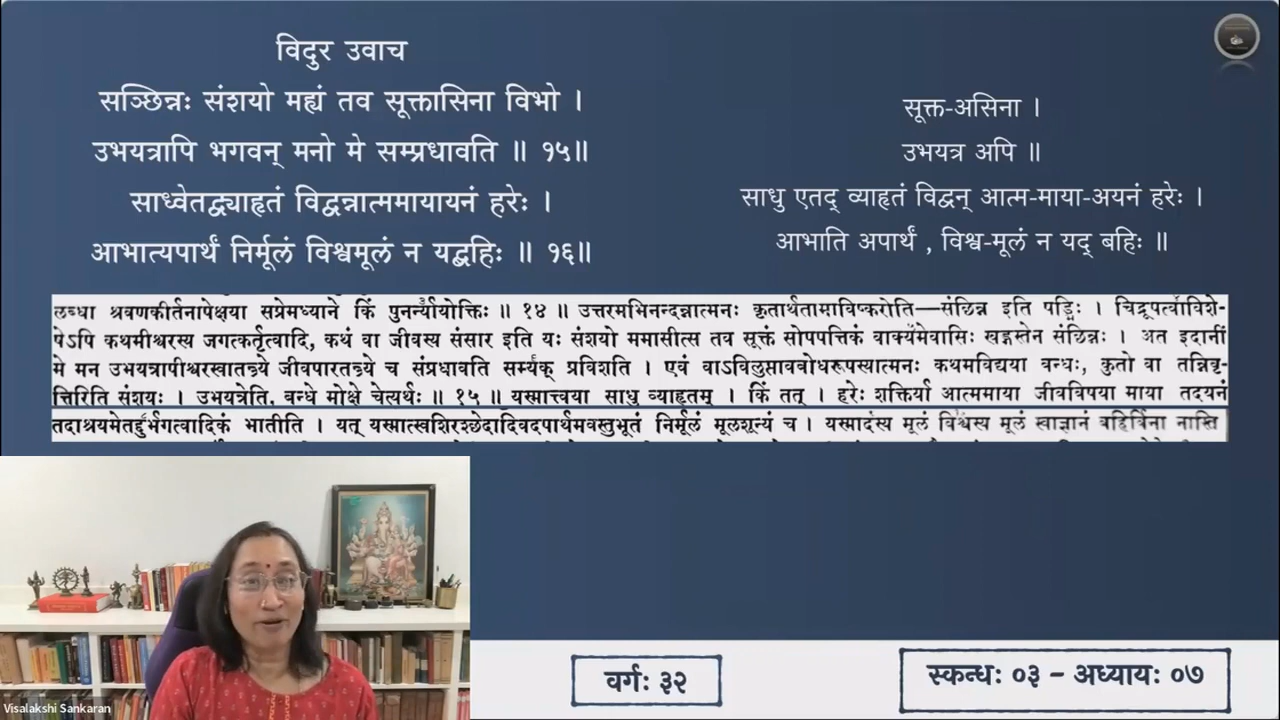 विदुर उवाच
सञ्छिन्नः संशयो मह्यं तव सूक्तासिना विभो ।
उभयत्रापि भगवन् मनो मे सम्प्रधावति ॥ १५॥
साध्वेतद्व्याहृतं विद्वन्नात्ममायायनं हरेः ।
आभात्यपार्थं निर्मूलं विश्वमूलं न यद्बहिः ॥ १६॥
सूक्त-असिना ।
उभयत्र अपि ॥
साधु एतद् व्याहृतं विद्वन् आत्म-माया-अयनं हरेः ।
आभाति अपार्थं , विश्व-मूलं न यद् बहिः ॥
लब्धा श्रवणकीर्तनापेक्षया सप्रेमध्याने किं पुनर्न्यायोक्तिः ॥ १४ ॥ उत्तरमभिनन्दन्नात्मनः कृतार्थतामाविष्करोति—संछिन्न इति षड्भिः । चिद्रूपत्वाविशे-
षेऽपि कथमीश्वरस्य जगत्कर्तृत्वादि, कथं वा जीवस्य संसार इति यः संशयो ममासीत्स तव सूक्तं सोपपत्तिकं वाक्यमेवासिः खड्गस्तेन संछिन्नः । अत इदानीं
मे मन उभयत्रापीश्वरस्वातन्त्र्ये जीवपारतन्त्र्ये च संप्रधावति सम्यक् प्रविशति । एवं वाऽविलुप्तावबोधरूपस्यात्मनः कथमविद्यया बन्धः, कुतो वा तन्निवृ-
त्तिरिति संशयः । उभयत्रेति, बन्धे मोक्षे चेत्यर्थः ॥ १५ ॥ यस्मात्त्वया साधु व्याहृतम् । किं तत् । हरेः शक्तिर्या आत्ममाया जीवविषया माया तदयनं
तदाश्रयमेतद्दुर्भगत्वादिकं भातीति । यत् यस्मात्स्वशिरश्छेदादिवदपार्थमवस्तुभूतं निर्मूलं मूलशून्यं च । यस्मादस्य मूलं विश्वस्य मूलं स्वाज्ञानं बहिर्विना नास्ति
Visalakshi Sankaran
वर्गः ३२
स्कन्धः ०३ – अध्यायः ०७